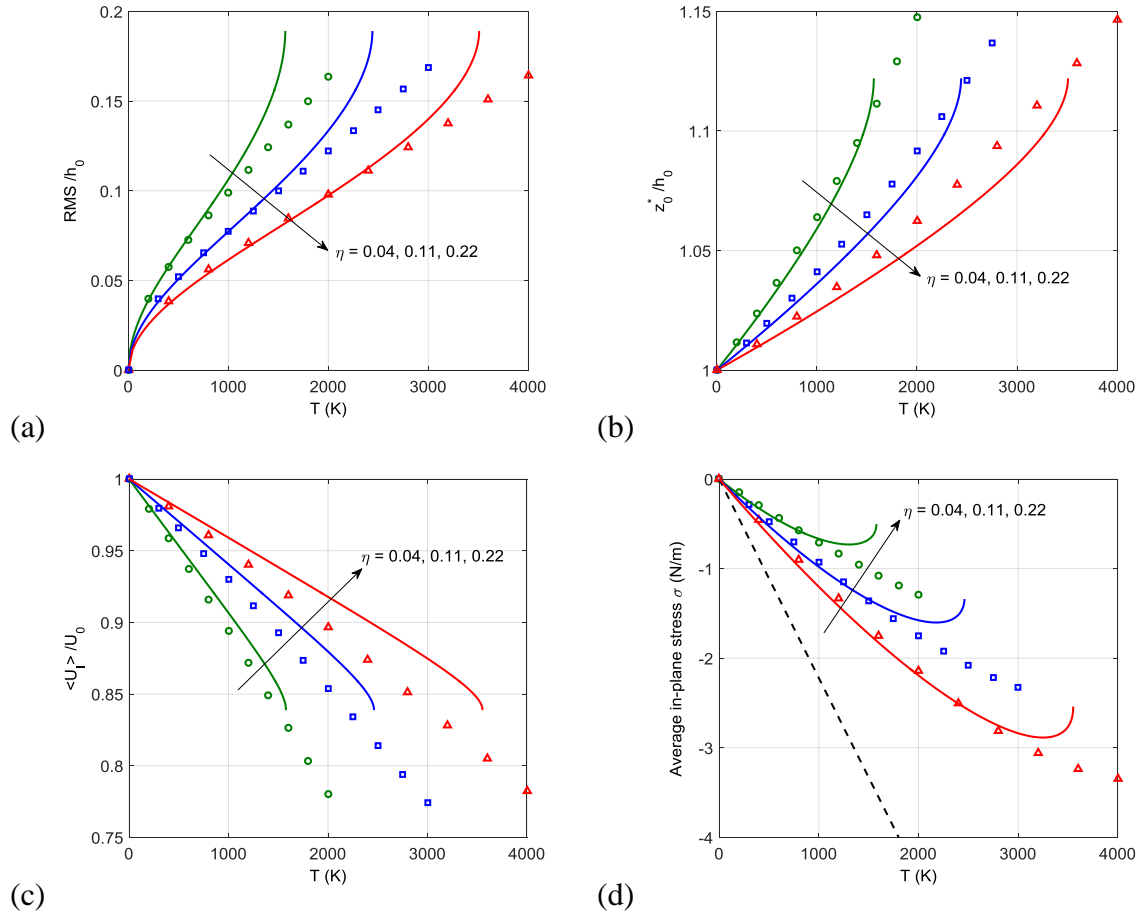 0.2
0.15
0.1
0.05
0
RMS /h0
η = 0.04, 0.11, 0.22
0 1000 2000 3000 4000
T (K)
(a)
1.15
1.1
1.05
1
z0* /h0
η = 0.04, 0.11, 0.22
0 1000 2000 3000 4000
T (K)
(b)
1
0.95
0.9
0.85
0.8
0.75
<UI> /U0
η = 0.04, 0.11, 0.22
0 1000 2000 3000 4000
T (K)
(c)
0
-1
-2
-3
-4
Average in-plane stress σ (N/m)
η = 0.04, 0.11, 0.22
0 1000 2000 3000 4000
T (K)
(d)